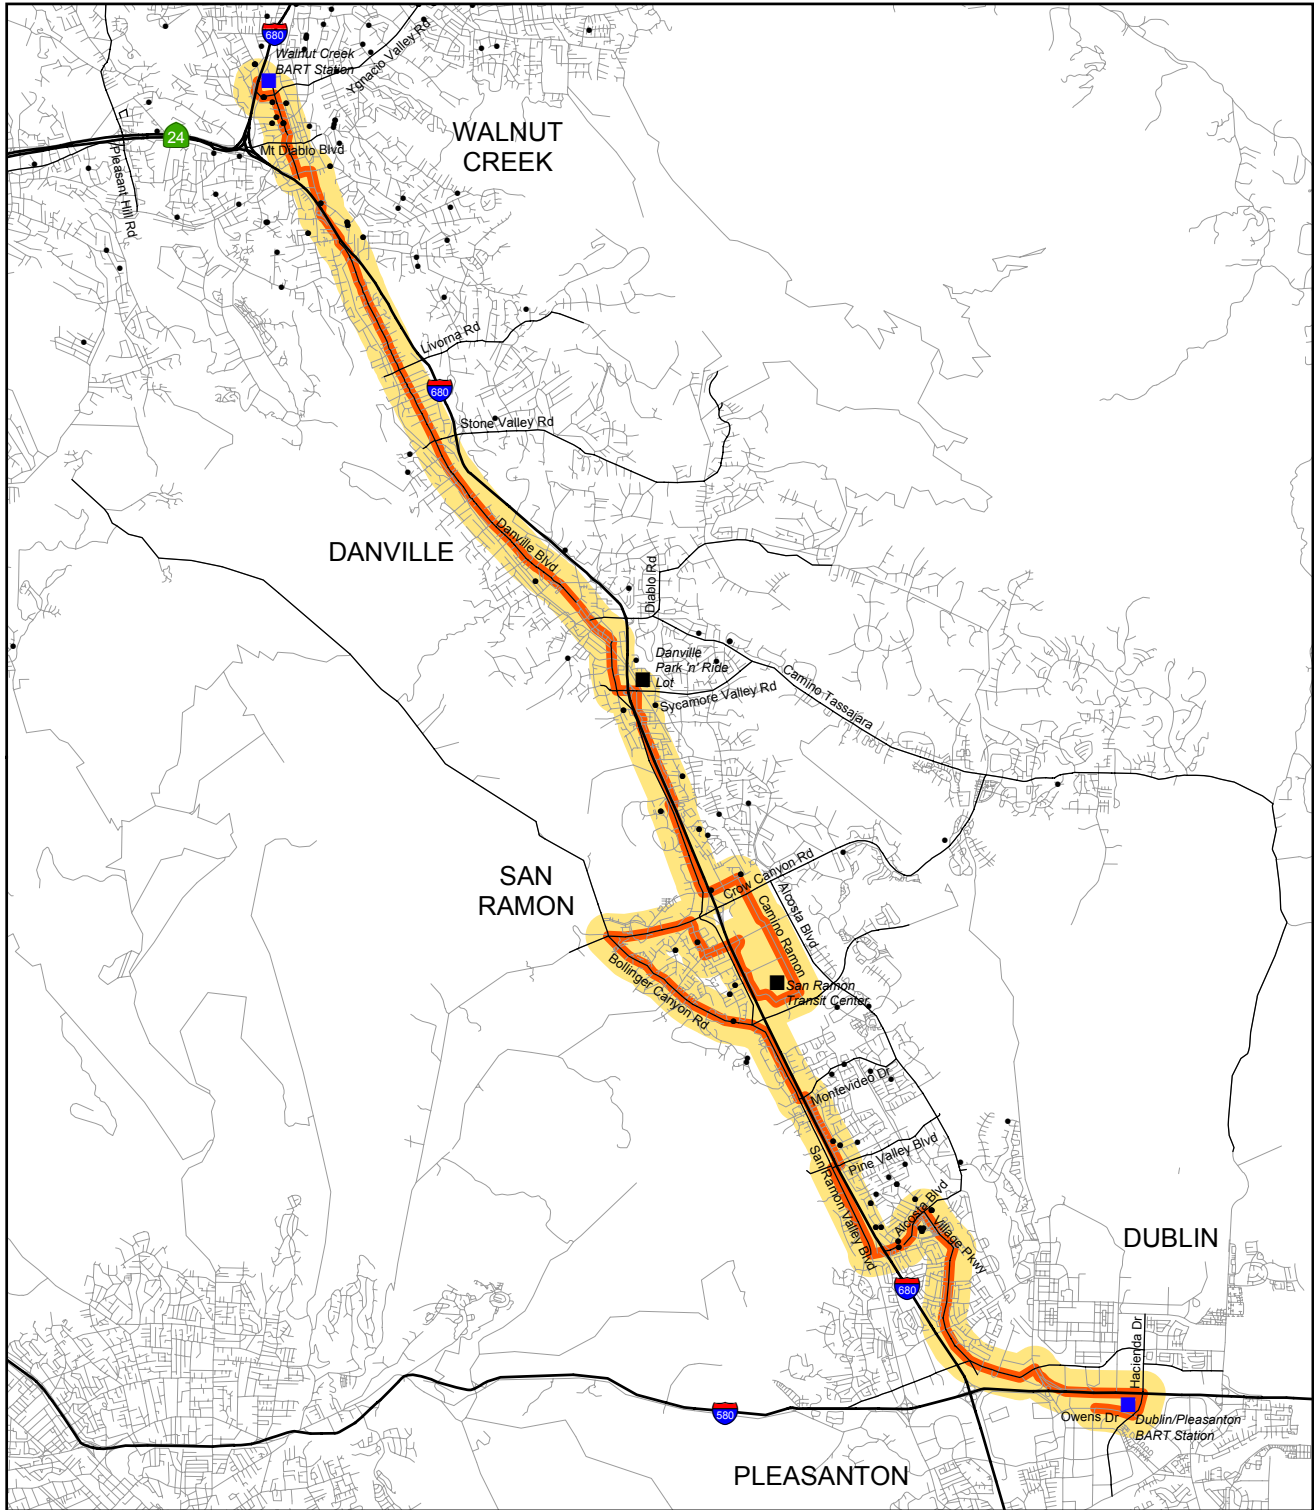 680
Walnut Creek
BART Station
Ygnacio Valley Rd
WALNUT
CREEK
24
Mt Diablo Blvd
Pleasant Hill Rd
Livorna Rd
680
Stone Valley Rd
Danville Blvd
DANVILLE
Diablo Rd
Danville
Park 'n' Ride
Lot
Sycamore Valley Rd
Camino Tassajara
SAN
RAMON
Crow Canyon Rd
Alcosta Blvd
Camino Ramon
Bollinger Canyon Rd
San Ramon
Transit Center
Montevideo Dr
Pine Valley Blvd
San Ramon Valley Blvd
Alcosta Blvd
Village Pkwy
DUBLIN
680
Hacienda Dr
580
Owens Dr
Dublin/Pleasanton
BART Station
PLEASANTON